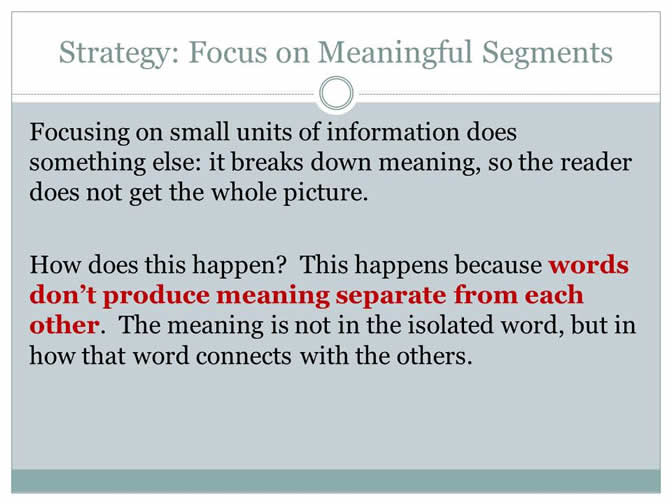 Strategy: Focus on Meaningful Segments
Focusing on small units of information does
something else: it breaks down meaning, so the reader
does not get the whole picture.
How does this happen?  This happens because words
don’t produce meaning separate from each
other.  The meaning is not in the isolated word, but in
how that word connects with the others.